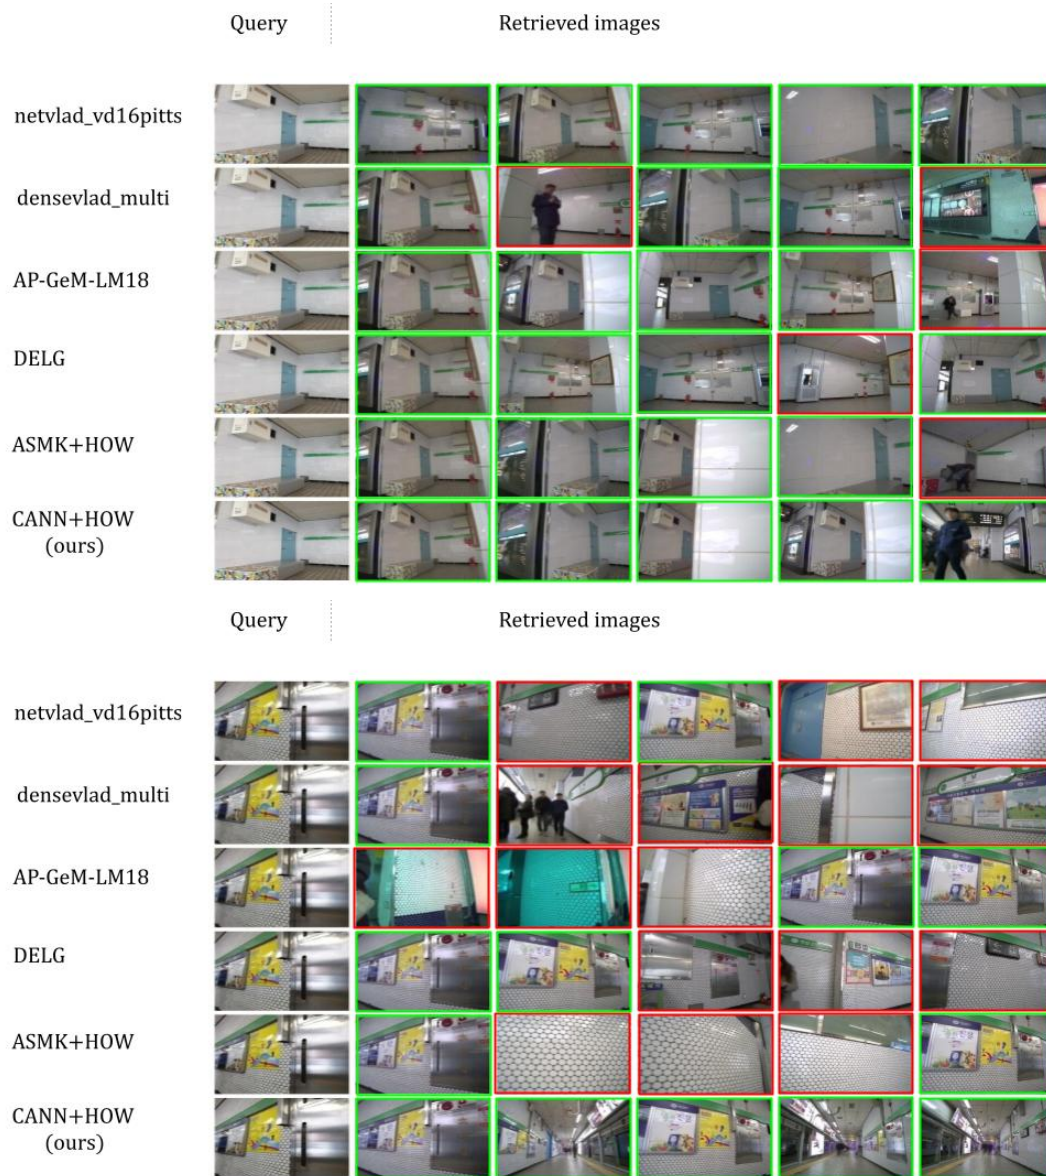 Query Retrieved images
netvlad_vd16pitts
densevlad_multi
AP-GeM-LM18
DELG
ASMK+HOW
CANN+HOW
(ours)
Query Retrieved images
netvlad_vd16pitts
densevlad_multi
AP-GeM-LM18
DELG
ASMK+HOW
CANN+HOW
(ours)